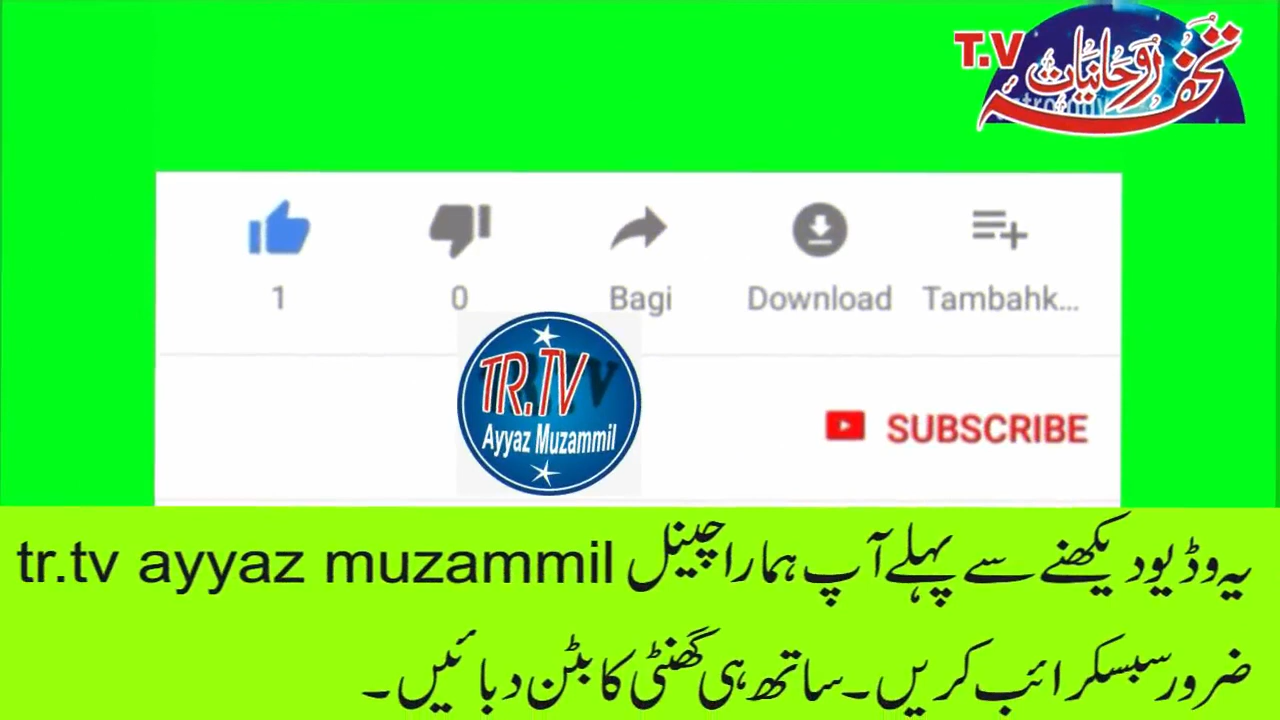 T.V
تحفہ روحانیات
1
0
Bagi
Download
Tambahk...
TR.TV
Ayyaz Muzammil
SUBSCRIBE
یہ وڈیو دیکھنے سے پہلے آپ ہمارا چینل tr.tv ayyaz muzammil
ضرور سبسکرائب کریں۔ ساتھ ہی گھنٹی کا بٹن دبائیں۔